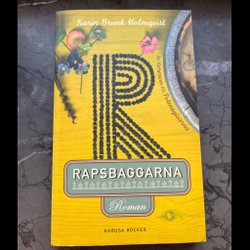 Karin Brunk Holmqvist
R
RAPSBAGGARNA
Roman
KABUSA BÖCKER